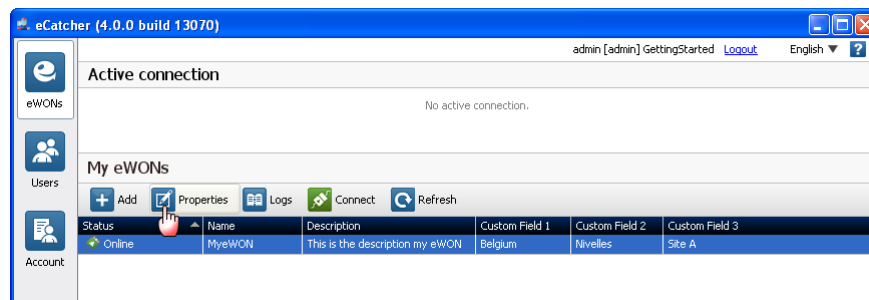 eCatcher (4.0.0 build 13070)
admin [admin] GettingStarted Logout English ▼ ?
Active connection
eWONs
No active connection.
My eWONs
Users
Add Properties Logs Connect Refresh
Status Name Description Custom Field 1 Custom Field 2 Custom Field 3
Online MyeWON This is the description my eWON Belgium Nivelles Site A
Account